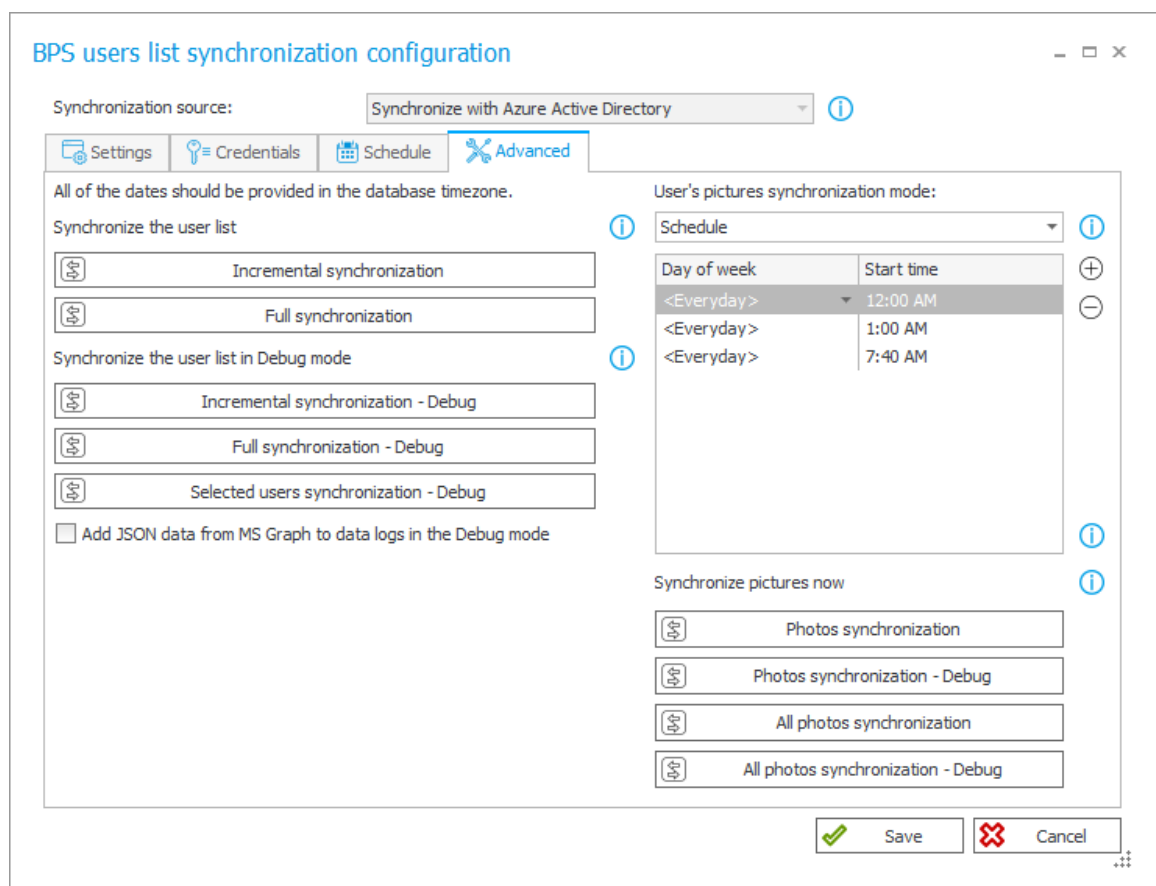 BPS users list synchronization configuration
Synchronization source:
Synchronize with Azure Active Directory
Settings
Credentials
Schedule
Advanced
All of the dates should be provided in the database timezone.
Synchronize the user list
Incremental synchronization
Full synchronization
Synchronize the user list in Debug mode
Incremental synchronization - Debug
Full synchronization - Debug
Selected users synchronization - Debug
Add JSON data from MS Graph to data logs in the Debug mode
User's pictures synchronization mode:
Schedule
Day of week Start time
<Everyday> 12:00 AM
<Everyday> 1:00 AM
<Everyday> 7:40 AM
Synchronize pictures now
Photos synchronization
Photos synchronization - Debug
All photos synchronization
All photos synchronization - Debug
Save
Cancel